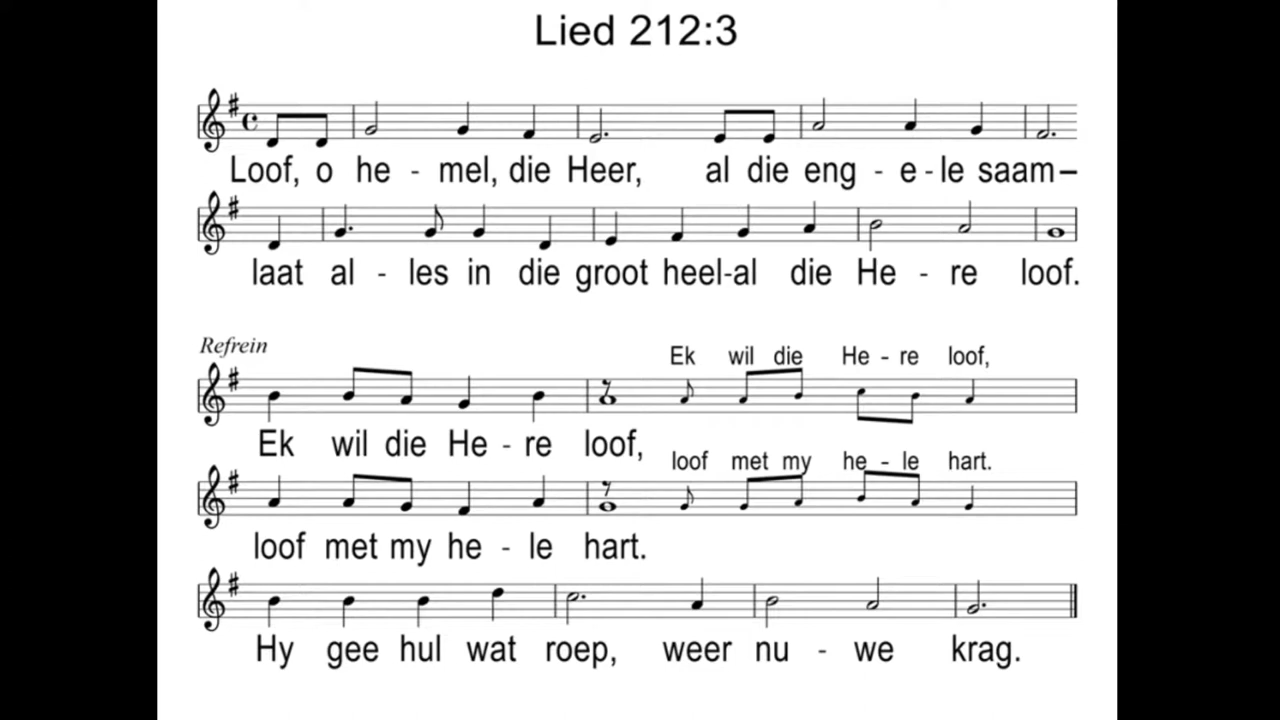 Lied 212:3
Loof, o he - mel, die Heer, al die eng - e - le saam –
laat al - les in die groot heel-al die He - re loof.
Refrein
Ek wil die He - re loof,
Ek wil die He - re loof,
loof met my he - le hart.
loof met my he - le hart.
Hy gee hul wat roep, weer nu - we krag.